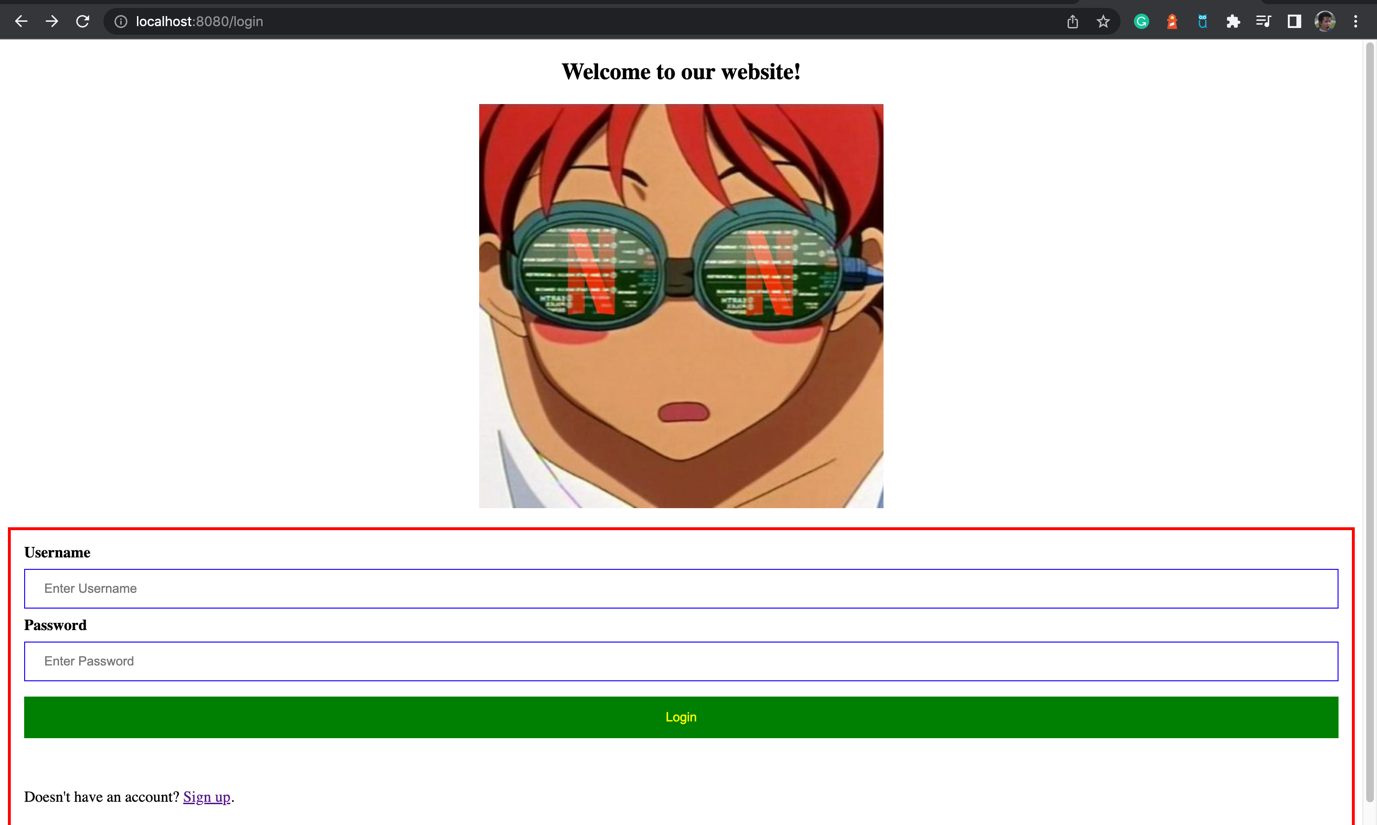 localhost:8080/login
Welcome to our website!
N N
Username
Enter Username
Password
Enter Password
Login
Doesn't have an account? Sign up.